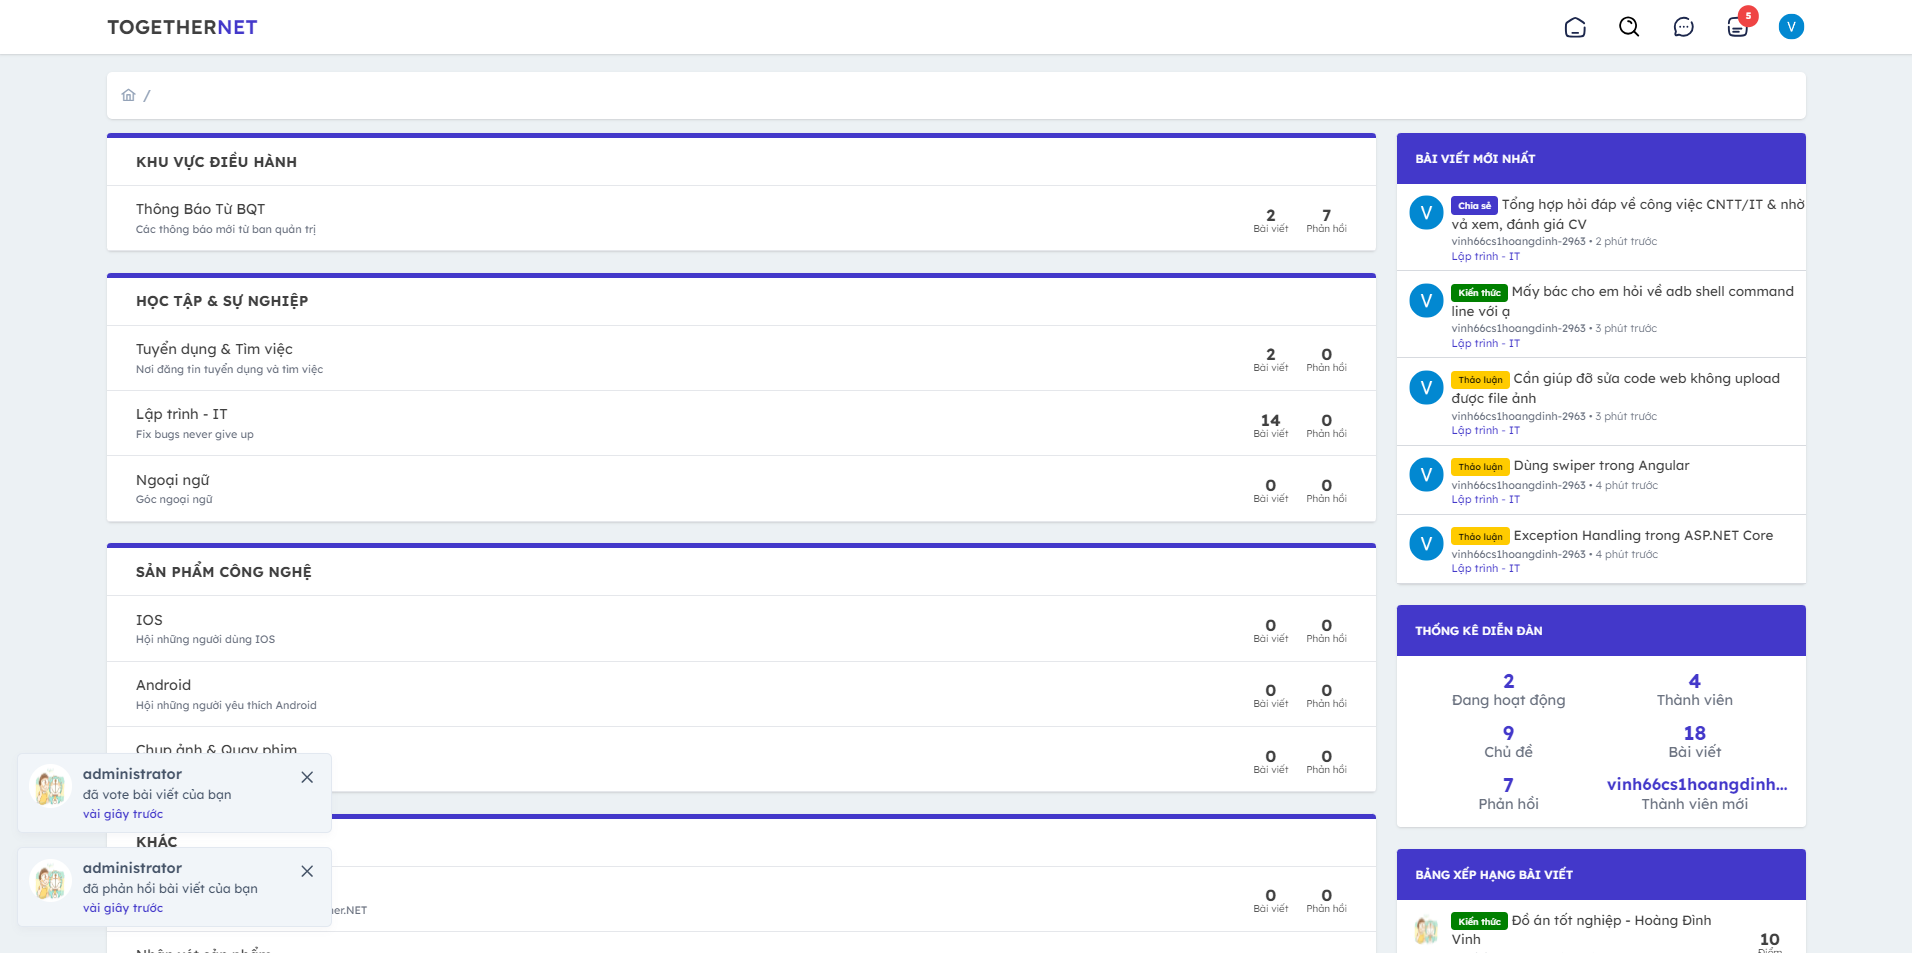 TOGETHERNET
5
V
/
KHU VỰC ĐIỀU HÀNH
Thông Báo Từ BQT
Các thông báo mới từ ban quản trị
2 7
Bài viết Phản hồi
HỌC TẬP & SỰ NGHIỆP
Tuyển dụng & Tìm việc
Nơi đăng tin tuyển dụng và tìm việc
2 0
Bài viết Phản hồi
Lập trình - IT
Fix bugs never give up
14 0
Bài viết Phản hồi
Ngoại ngữ
Góc ngoại ngữ
0 0
Bài viết Phản hồi
SẢN PHẨM CÔNG NGHỆ
IOS
Hội những người dùng IOS
0 0
Bài viết Phản hồi
Android
Hội những người yêu thích Android
0 0
Bài viết Phản hồi
Chụp ảnh & Quay phim
0 0
Bài viết Phản hồi
KHÁC
0 0
Bài viết Phản hồi
her.NET
Nhận xét sản phẩm
administrator
đã vote bài viết của bạn
vài giây trước
administrator
đã phản hồi bài viết của bạn
vài giây trước
BÀI VIẾT MỚI NHẤT
V
Chia sẻ Tổng hợp hỏi đáp về công việc CNTT/IT & nhờ
vả xem, đánh giá CV
vinh66cs1hoangdinh-2963 • 2 phút trước
Lập trình - IT
V
Kiến thức Mấy bác cho em hỏi về adb shell command
line với ạ
vinh66cs1hoangdinh-2963 • 3 phút trước
Lập trình - IT
V
Thảo luận Cần giúp đỡ sửa code web không upload
được file ảnh
vinh66cs1hoangdinh-2963 • 3 phút trước
Lập trình - IT
V
Thảo luận Dùng swiper trong Angular
vinh66cs1hoangdinh-2963 • 4 phút trước
Lập trình - IT
V
Thảo luận Exception Handling trong ASP.NET Core
vinh66cs1hoangdinh-2963 • 4 phút trước
Lập trình - IT
THỐNG KÊ DIỄN ĐÀN
2 4
Đang hoạt động Thành viên
9 18
Chủ đề Bài viết
7 vinh66cs1hoangdinh...
Phản hồi Thành viên mới
BẢNG XẾP HẠNG BÀI VIẾT
Kiến thức Đồ án tốt nghiệp - Hoàng Đình
Vinh
10
Điểm